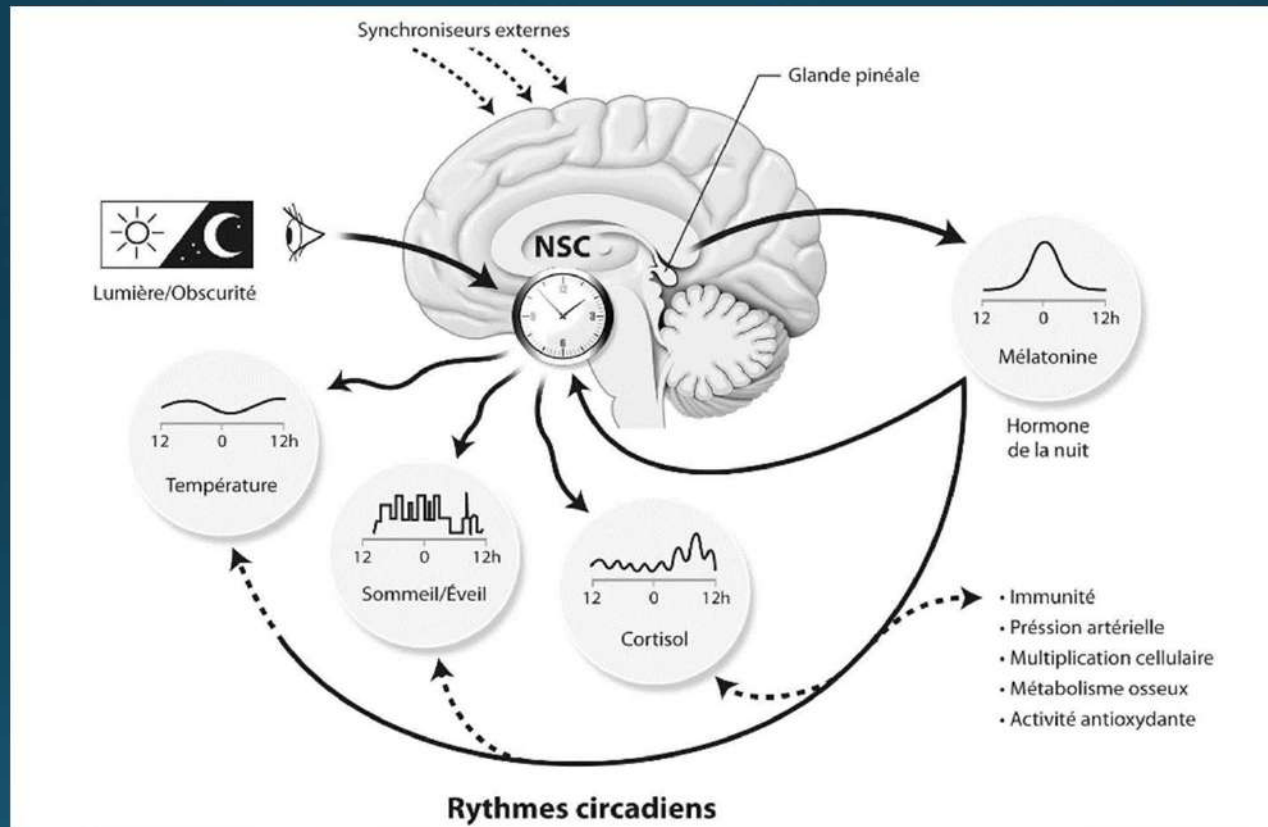 Synchroniseurs externes
Glande pinéale
NSC
Lumière/Obscurité
12 0 12h
Mélatonine
Hormone
de la nuit
12 0 12h
Température
12 0 12h
Sommeil/Éveil
12 0 12h
Cortisol
• Immunité
• Préssion artérielle
• Multiplication cellulaire
• Métabolisme osseux
• Activité antioxydante
Rythmes circadiens